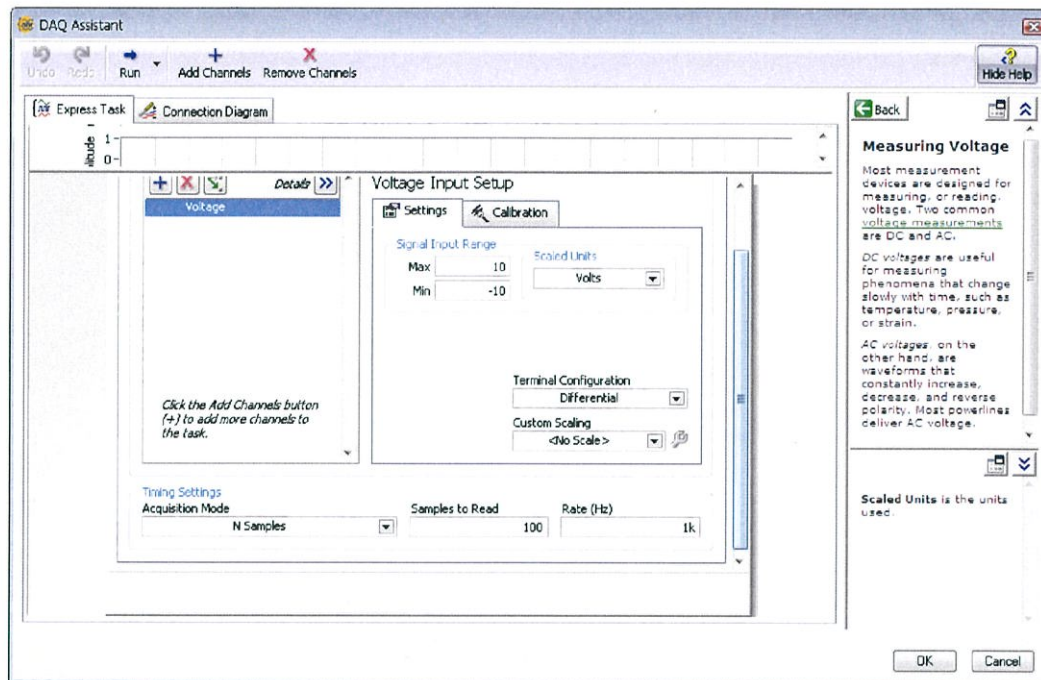 DAQ Assistant
Undo Redo Run Add Channels Remove Channels Hide Help
Express Task Connection Diagram
1
0
Details
Voltage
Click the Add Channels button
(+) to add more channels to
the task.
Voltage Input Setup
Settings Calibration
Signal Input Range
Max 10
Min -10
Scaled Units
Volts
Terminal Configuration
Differential
Custom Scaling
<No Scale>
Timing Settings
Acquisition Mode Samples to Read Rate (Hz)
N Samples 100 1k
Back
Measuring Voltage
Most measurement
devices are designed for
measuring, or reading,
voltage. Two common
voltage measurements
are DC and AC.
DC voltages are useful
for measuring
phenomena that change
slowly with time, such as
temperature, pressure,
or strain.
AC voltages, on the
other hand, are
waveforms that
constantly increase,
decrease, and reverse
polarity. Most powerlines
deliver AC voltage.
Scaled Units is the units
used.
OK Cancel